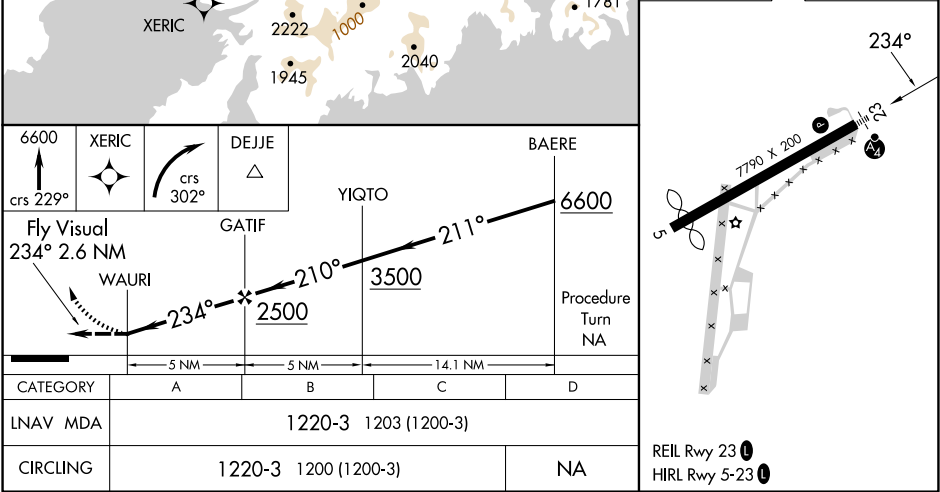 XERIC
2222
1000
1945
2040
1781
6600
crs 229°
XERIC
crs
302°
DEJJE
BAERE
YIQTO
GATIF
WAURI
Fly Visual
234° 2.6 NM
6600
211°
3500
210°
2500
234°
Procedure
Turn
NA
5 NM
5 NM
14.1 NM
CATEGORY A B C D
LNAV MDA 1220-3 1203 (1200-3)
CIRCLING 1220-3 1200 (1200-3) NA
234°
23
P
A4
7790 X 200
5
REIL Rwy 23 L
HIRL Rwy 5-23 L